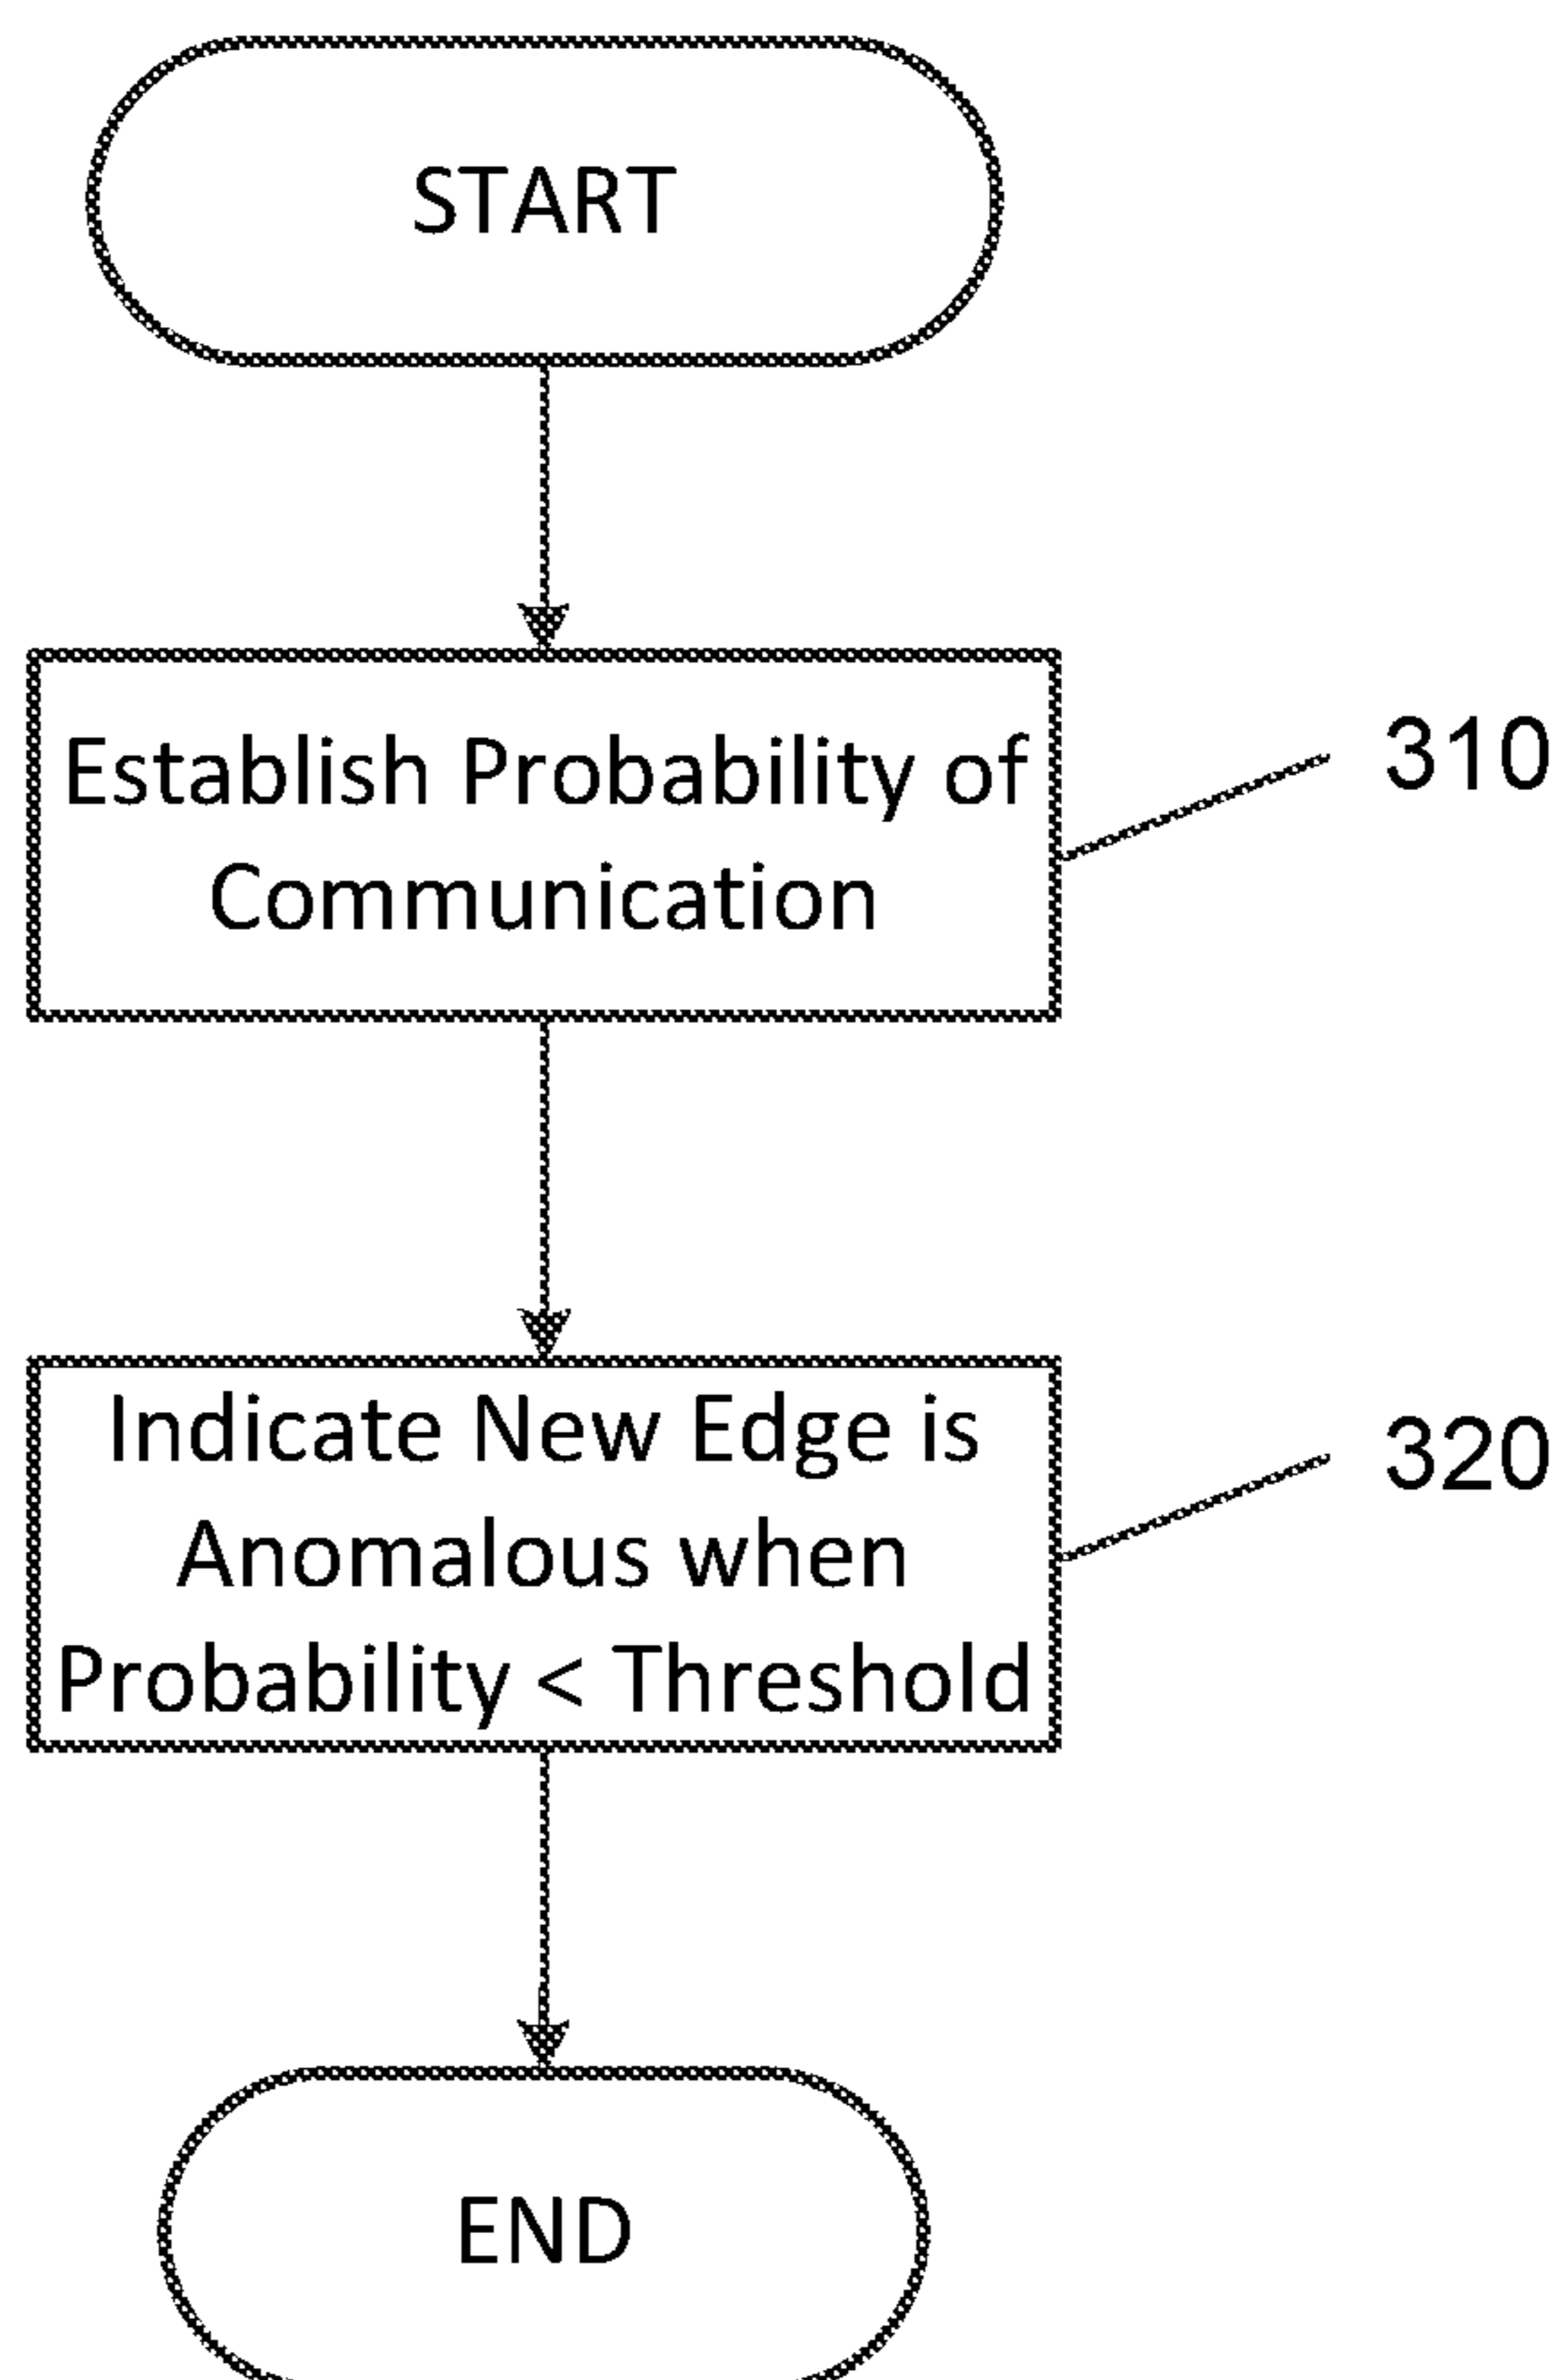 START
Establish Probability of
Communication
310
Indicate New Edge is
Anomalous when
Probability < Threshold
320
END